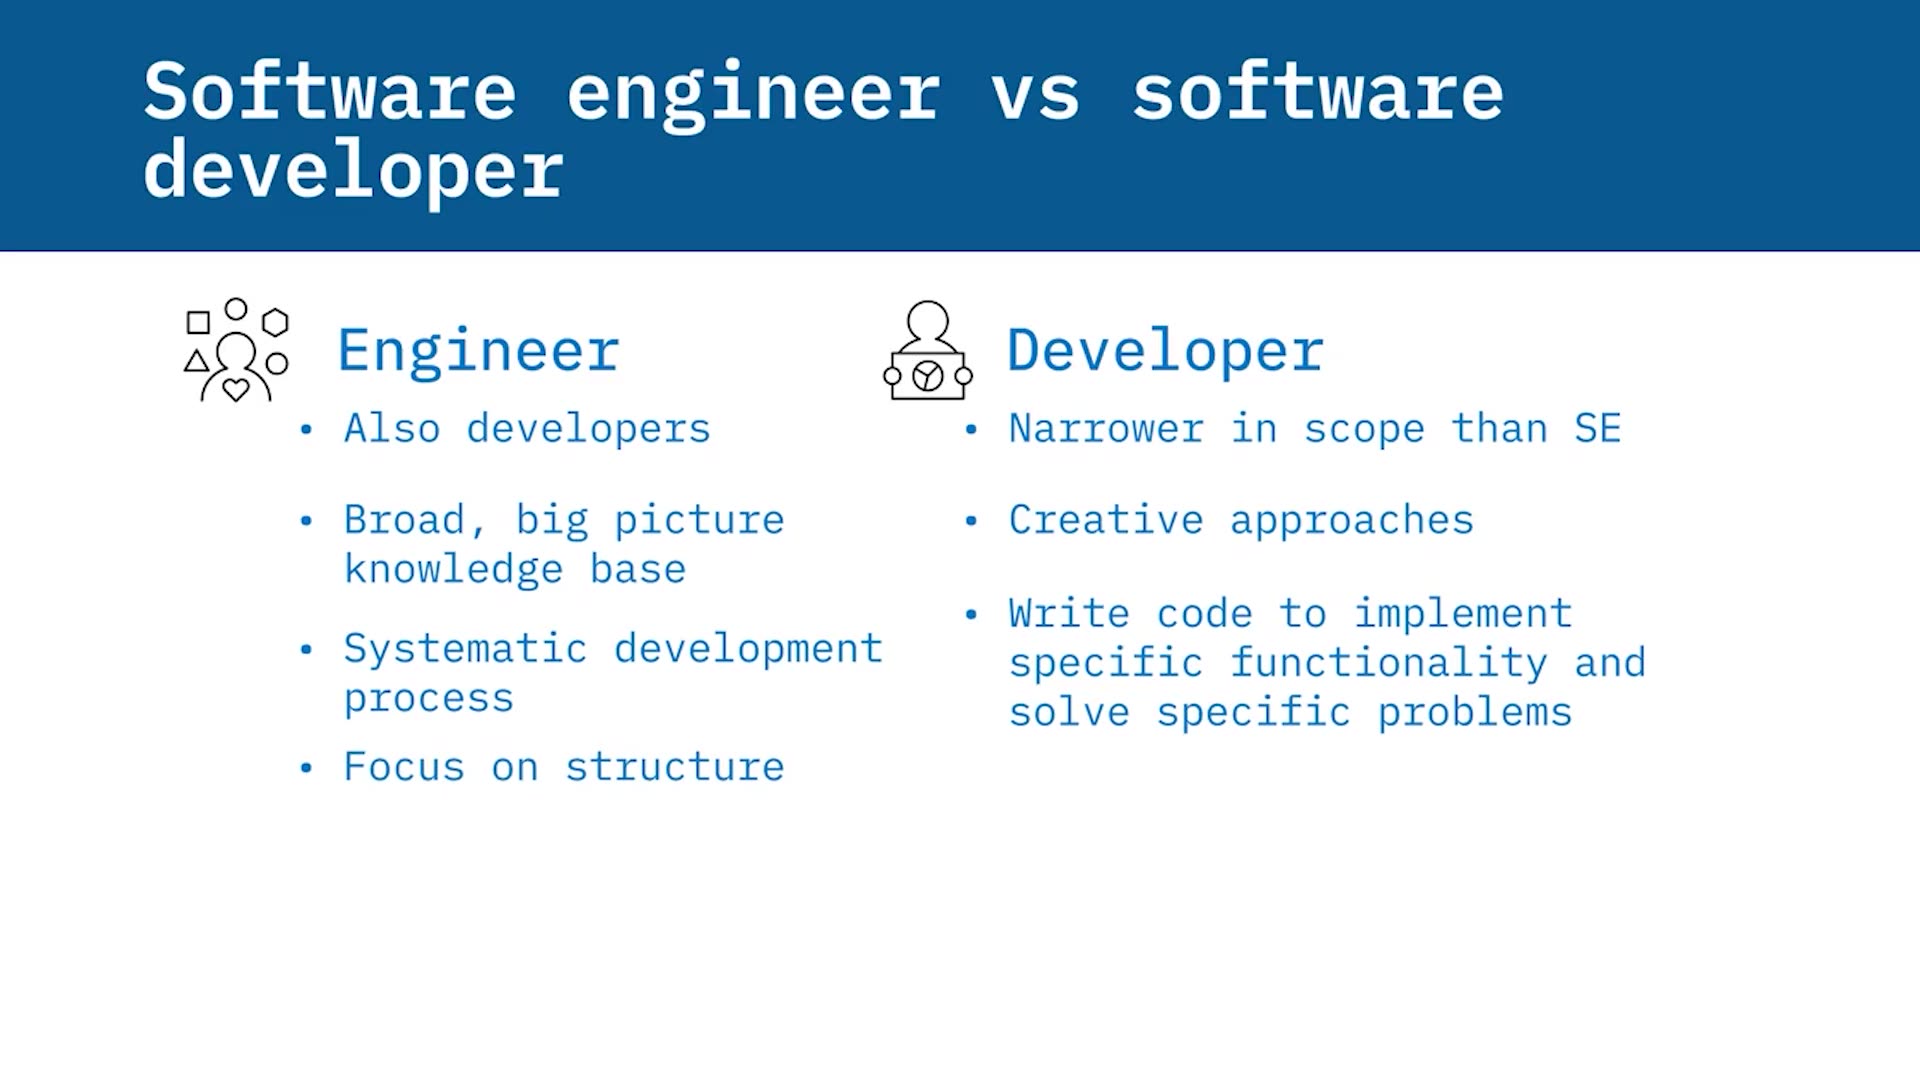 Software engineer vs software
developer
Engineer
• Also developers
• Broad, big picture
knowledge base
• Systematic development
process
• Focus on structure
Developer
• Narrower in scope than SE
• Creative approaches
• Write code to implement
specific functionality and
solve specific problems